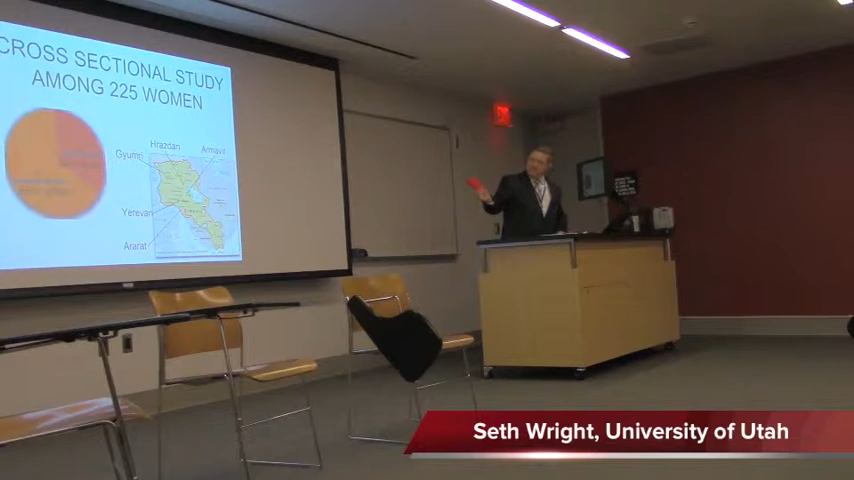 CROSS SECTIONAL STUDY
AMONG 225 WOMEN
Hrazdan
Armavir
Gyumri
Yerevan
Ararat
Seth Wright, University of Utah